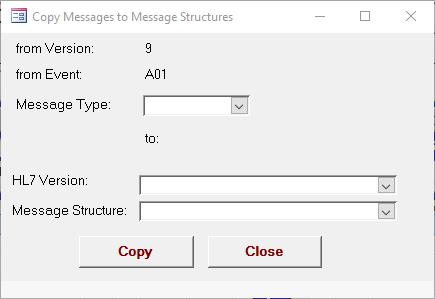 Copy Messages to Message Structures
from Version: 9
from Event: A01
Message Type:
to:
HL7 Version:
Message Structure:
Copy Close